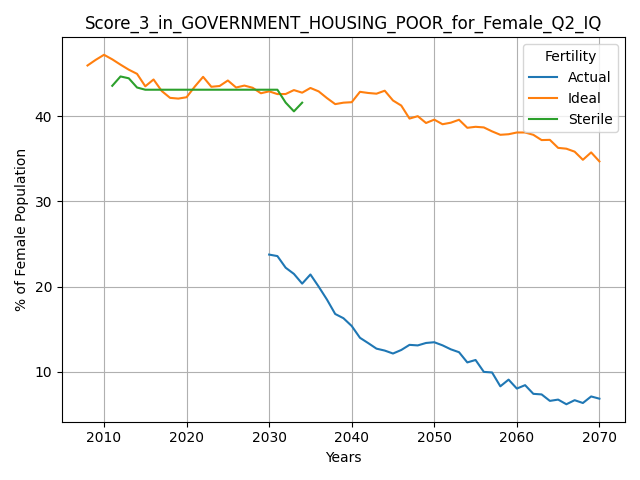 Score_3_in_GOVERNMENT_HOUSING_POOR_for_Female_Q2_IQ
Fertility
Actual
Ideal
Sterile
% of Female Population
40
30
20
10
2010 2020 2030 2040 2050 2060 2070
Years